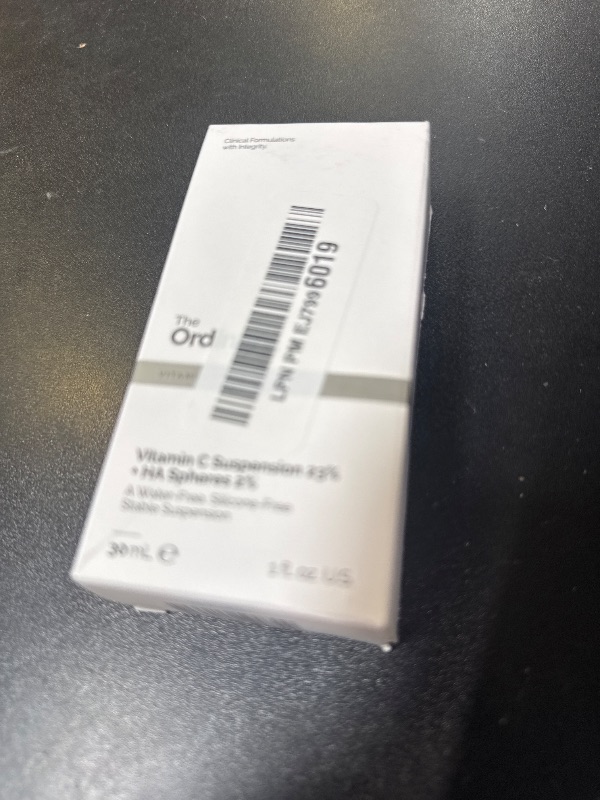 Clinical Formulations
with Integrity.
LPN PM EJ7996019
The
Ord
Vitamin C Suspension 23%
+ HA Spheres 2%
A Water-Free, Silicone-Free
Stable Suspension
30 mL e
1 fl. oz US